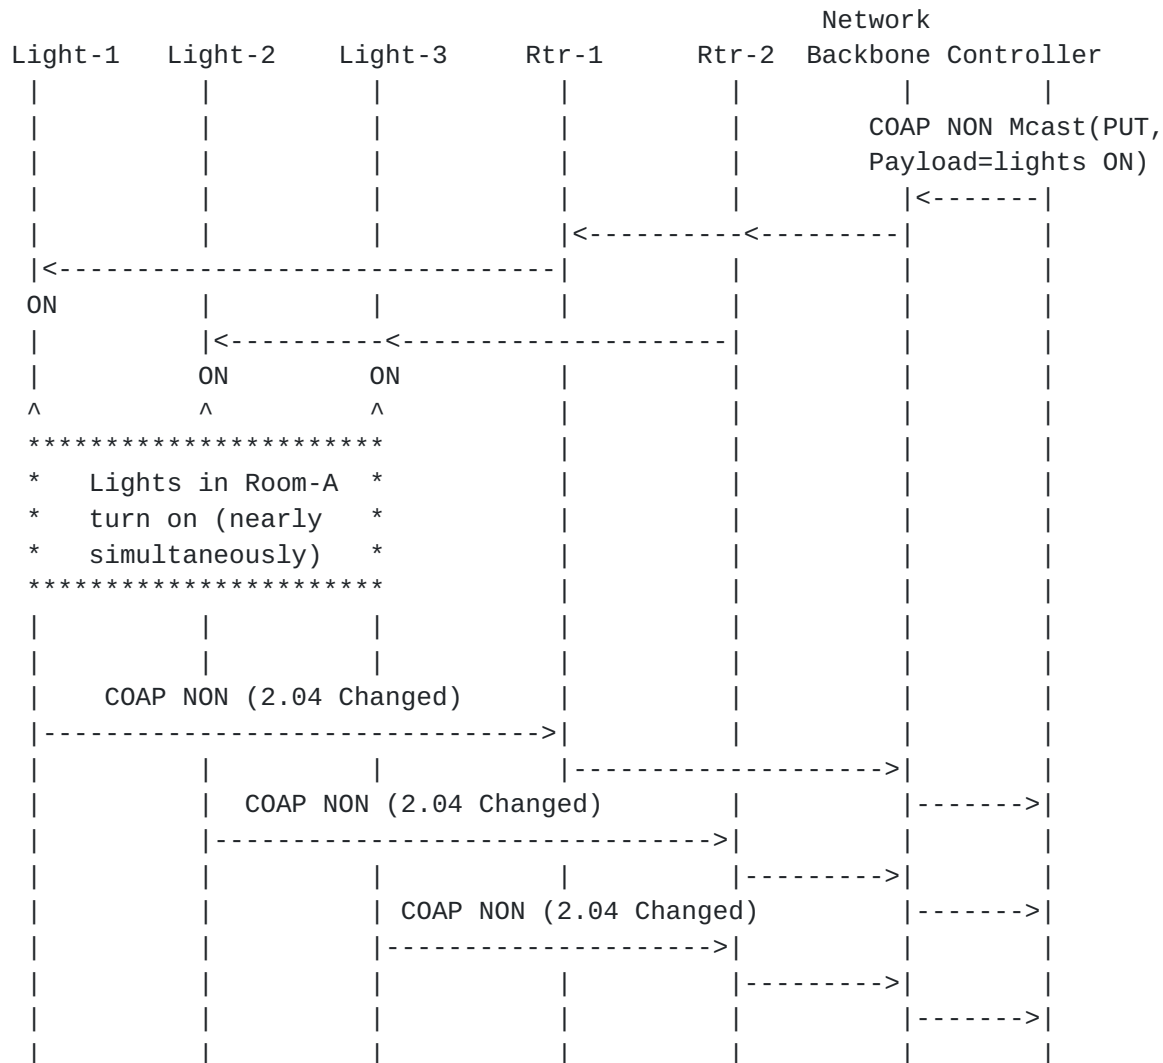 Network
Light-1 Light-2 Light-3 Rtr-1 Rtr-2 Backbone Controller
COAP NON Mcast(PUT,
Payload=lights ON)
ON
ON ON
Lights in Room-A
turn on (nearly
simultaneously)
COAP NON (2.04 Changed)
COAP NON (2.04 Changed)
COAP NON (2.04 Changed)